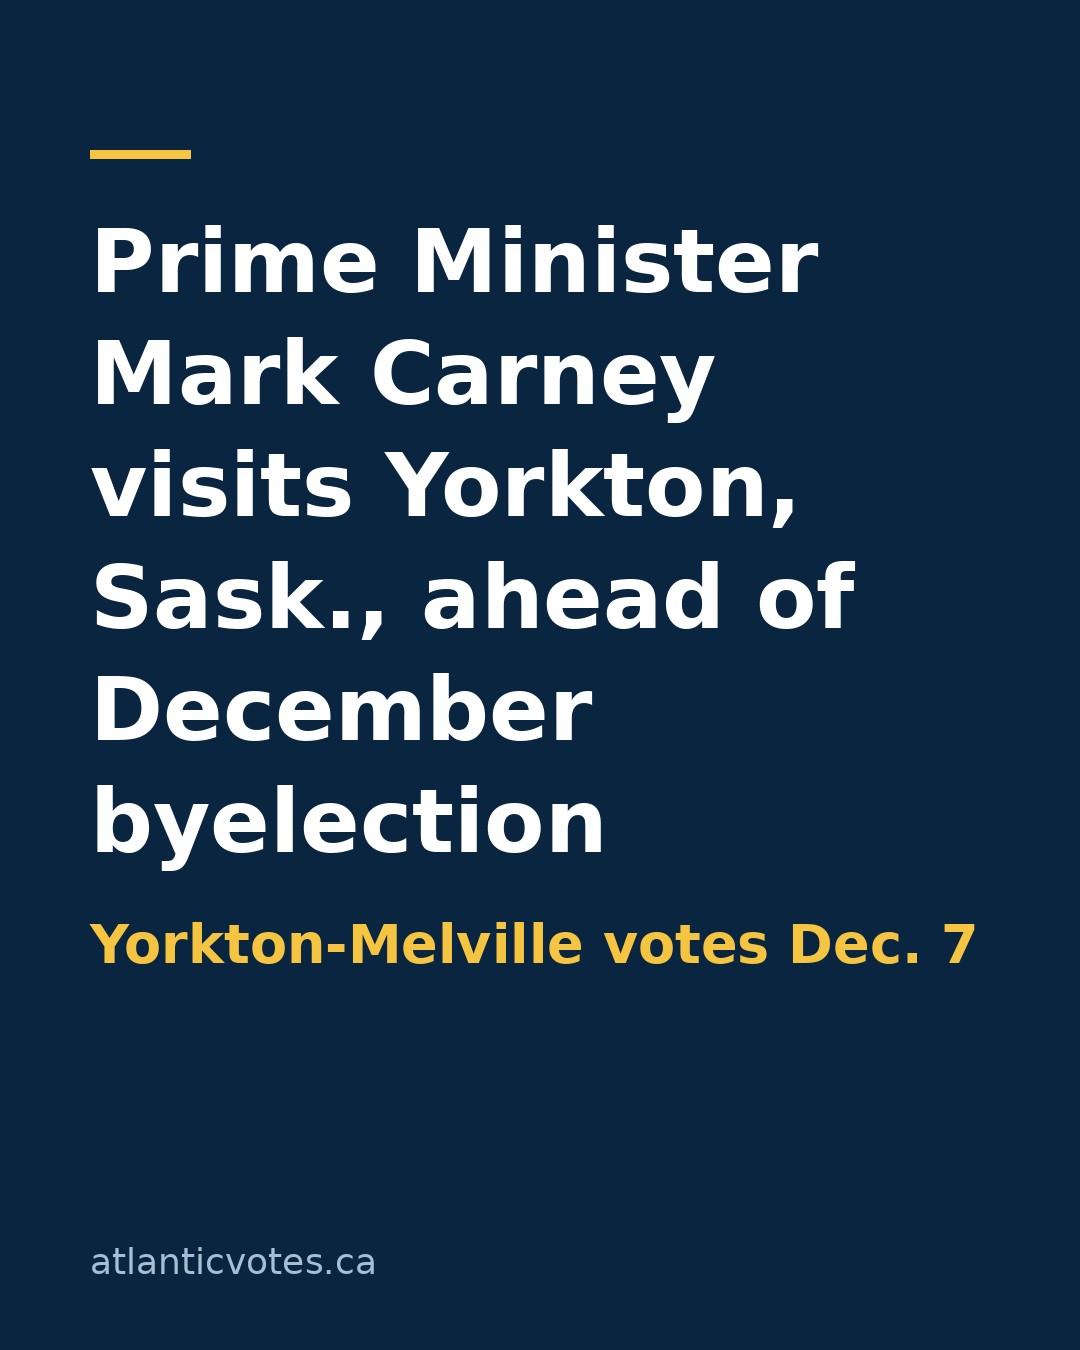 Prime Minister
Mark Carney
visits Yorkton,
Sask., ahead of
December
byelection
Yorkton-Melville votes Dec. 7
atlanticvotes.ca